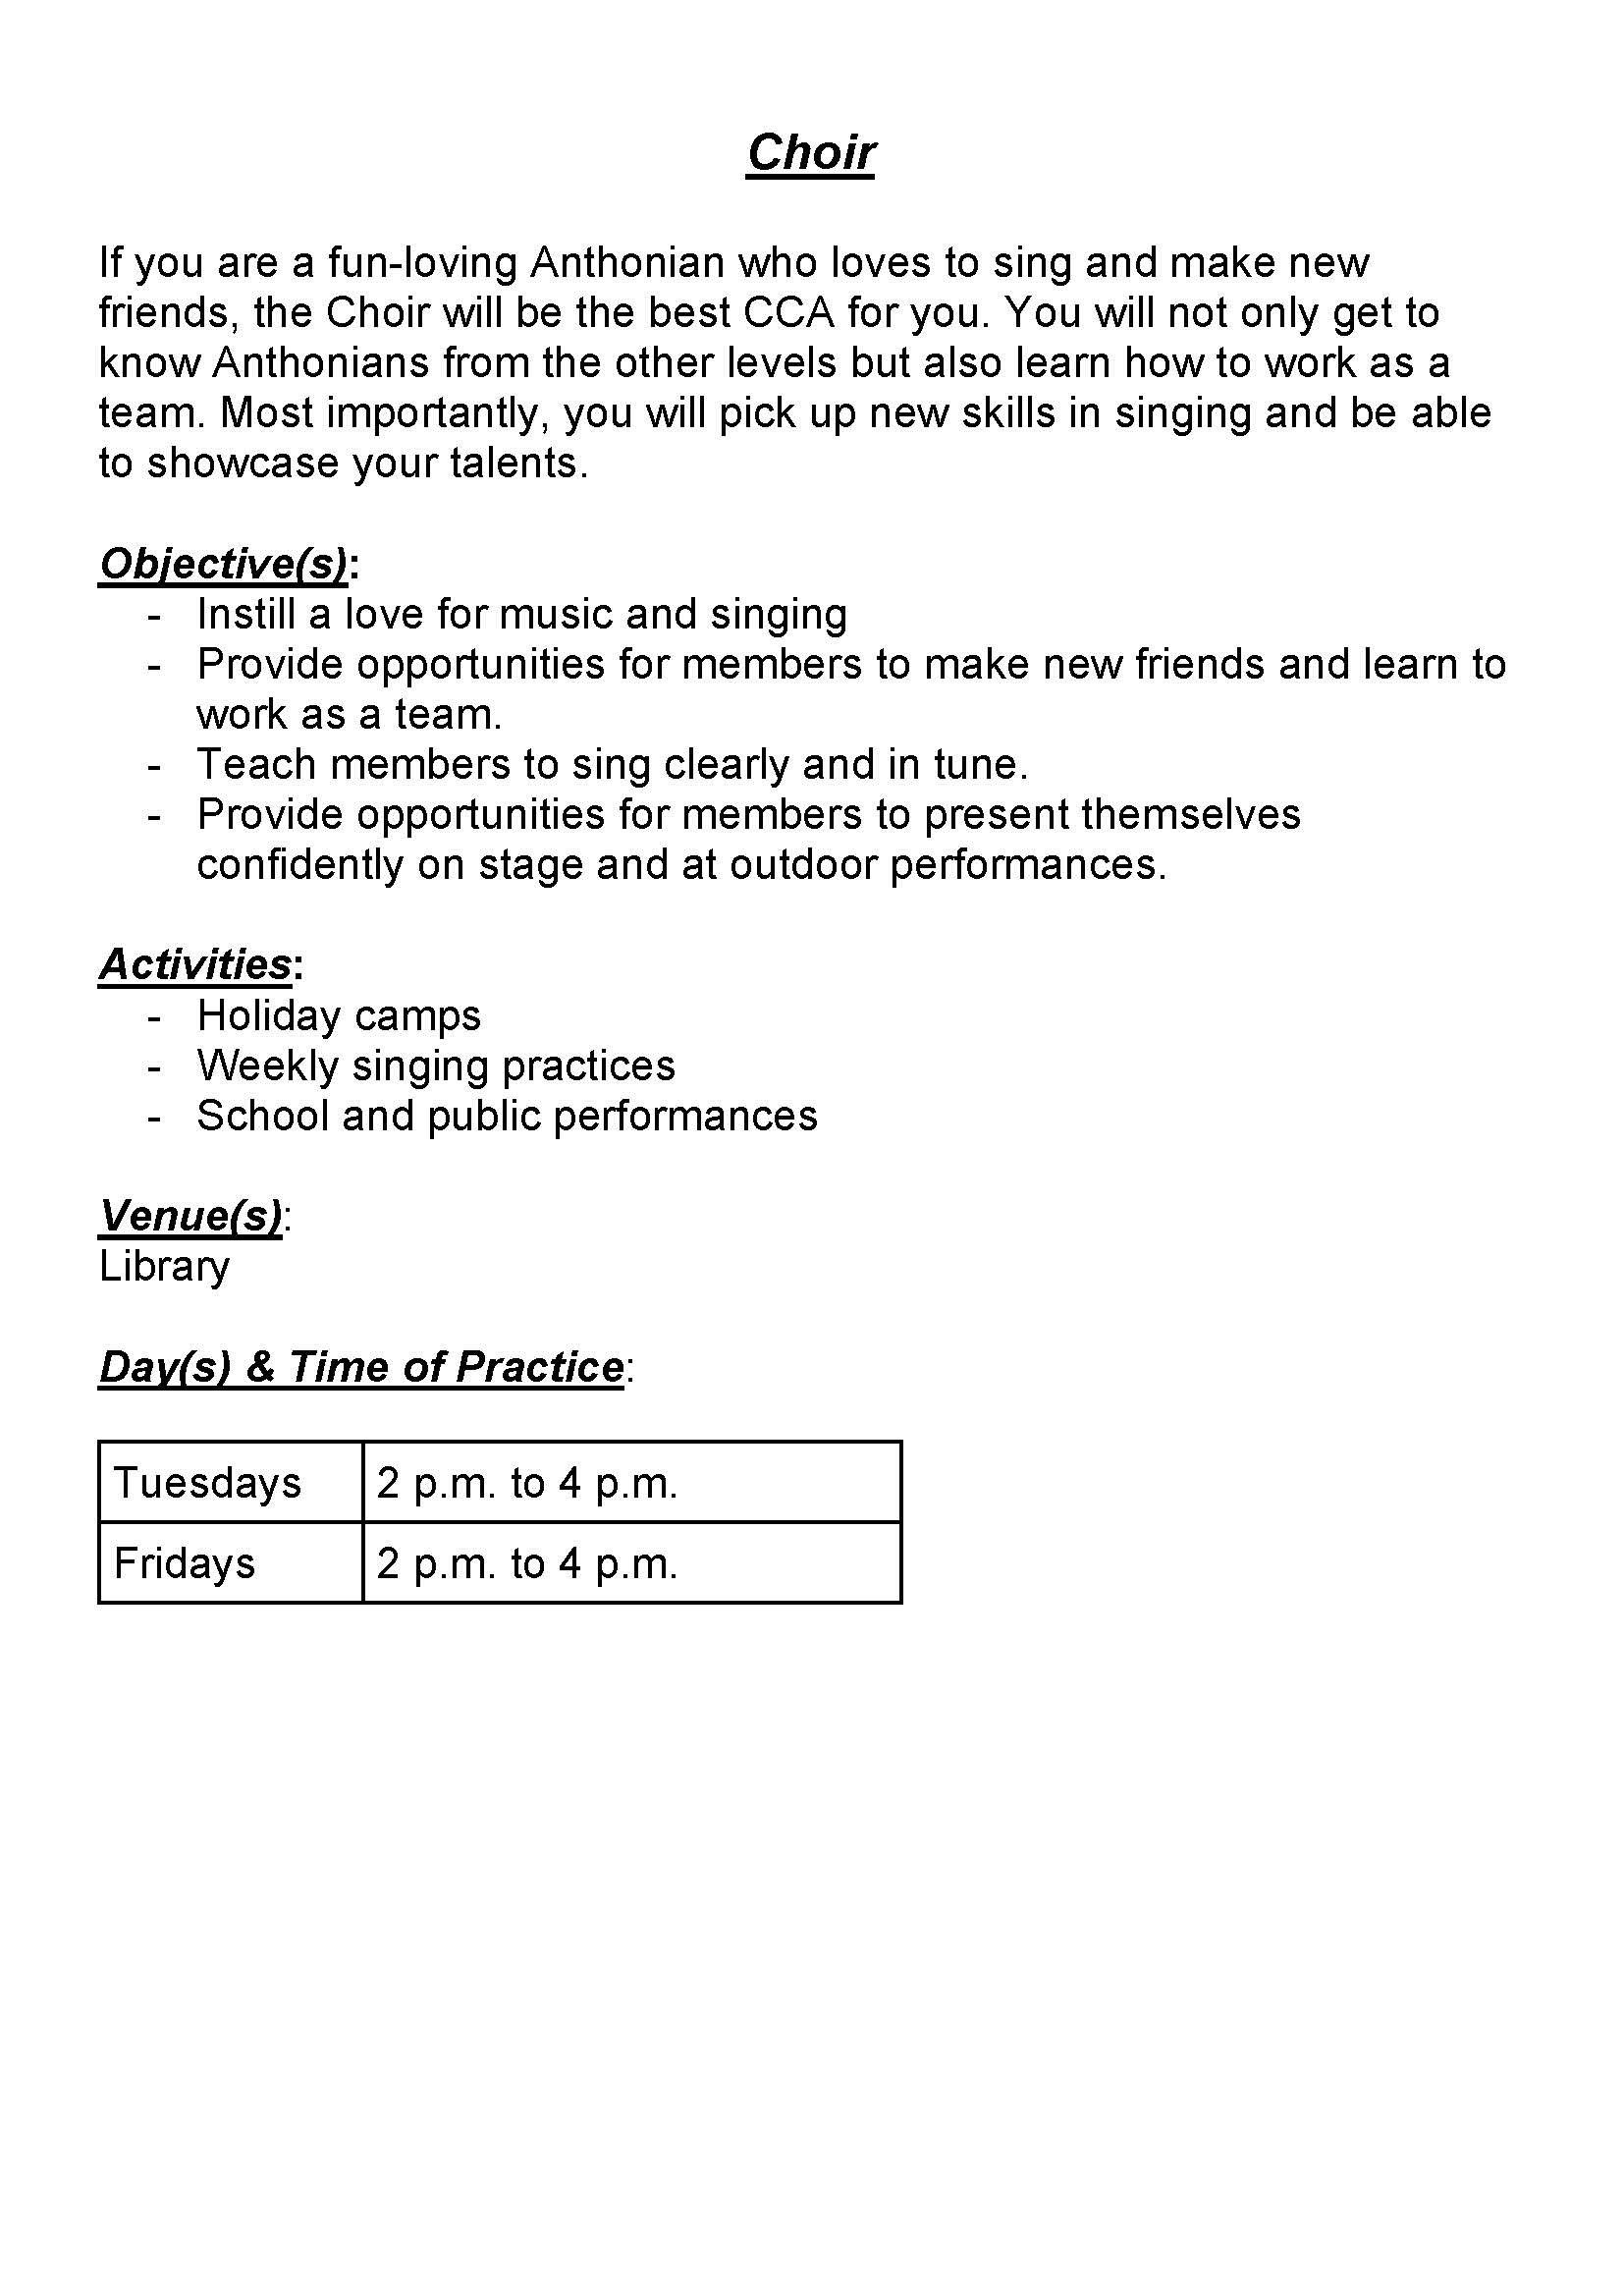 Choir
If you are a fun-loving Anthonian who loves to sing and make new
friends, the Choir will be the best CCA for you. You will not only get to
know Anthonians from the other levels but also learn how to work as a
team. Most importantly, you will pick up new skills in singing and be able
to showcase your talents.
Objective(s):
- Instill a love for music and singing
- Provide opportunities for members to make new friends and learn to
work as a team.
- Teach members to sing clearly and in tune.
- Provide opportunities for members to present themselves
confidently on stage and at outdoor performances.
Activities:
- Holiday camps
- Weekly singing practices
- School and public performances
Venue(s):
Library
Day(s) & Time of Practice:
Tuesdays 2 p.m. to 4 p.m.
Fridays 2 p.m. to 4 p.m.